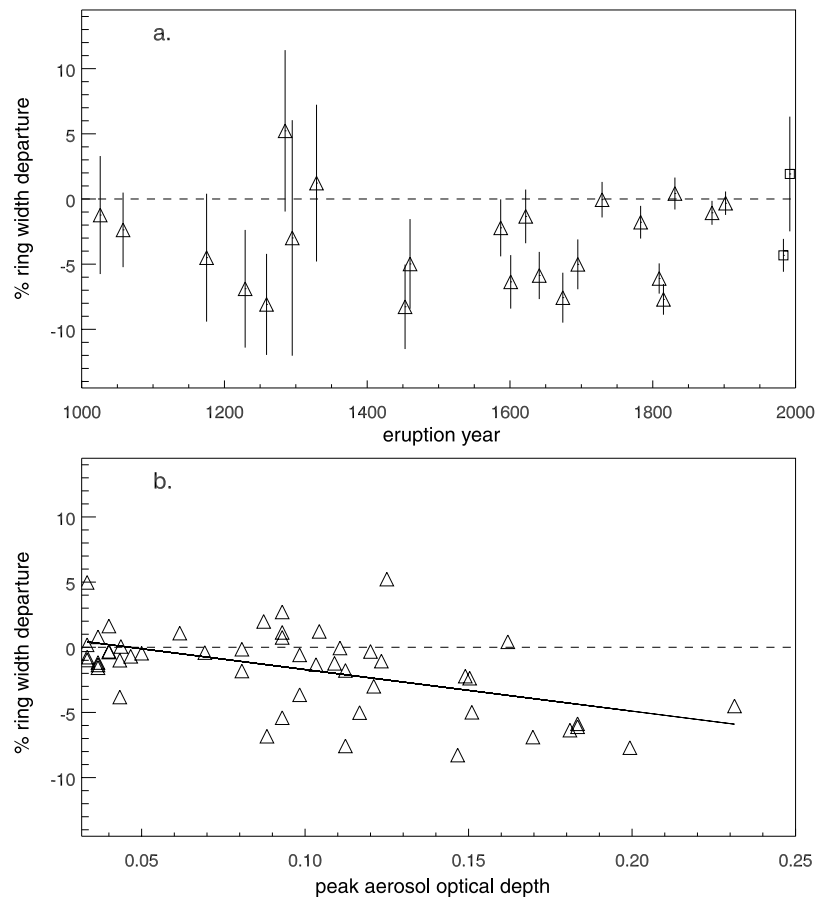 a.
10
5
0
-5
-10
% ring width departure
1000 1200 1400 1600 1800 2000
eruption year
b.
10
5
0
-5
-10
% ring width departure
0.05 0.10 0.15 0.20 0.25
peak aerosol optical depth